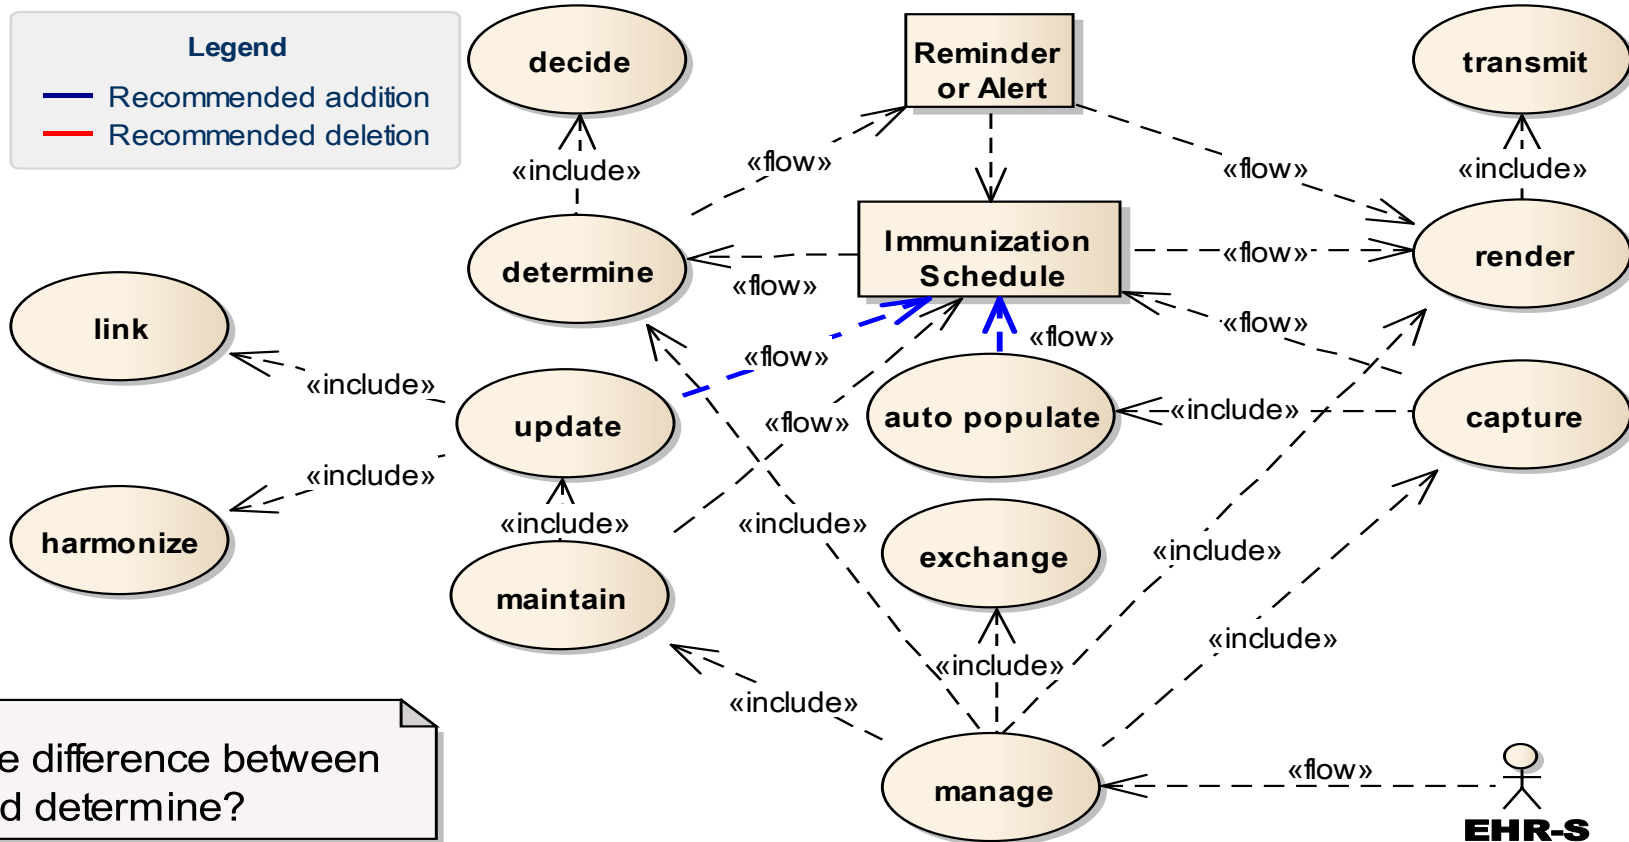 Legend
Recommended addition
Recommended deletion
decide
Reminder
or Alert
transmit
«include»
«flow»
«flow»
«include»
determine
Immunization
Schedule
render
«flow»
«flow»
link
«flow»
«flow»
«flow»
«include»
update
«flow»
auto populate
«include»
capture
«include»
harmonize
«include»
«include»
exchange
«include»
maintain
«include»
«include»
«include»
e difference between
d determine?
manage
«flow»
EHR-S